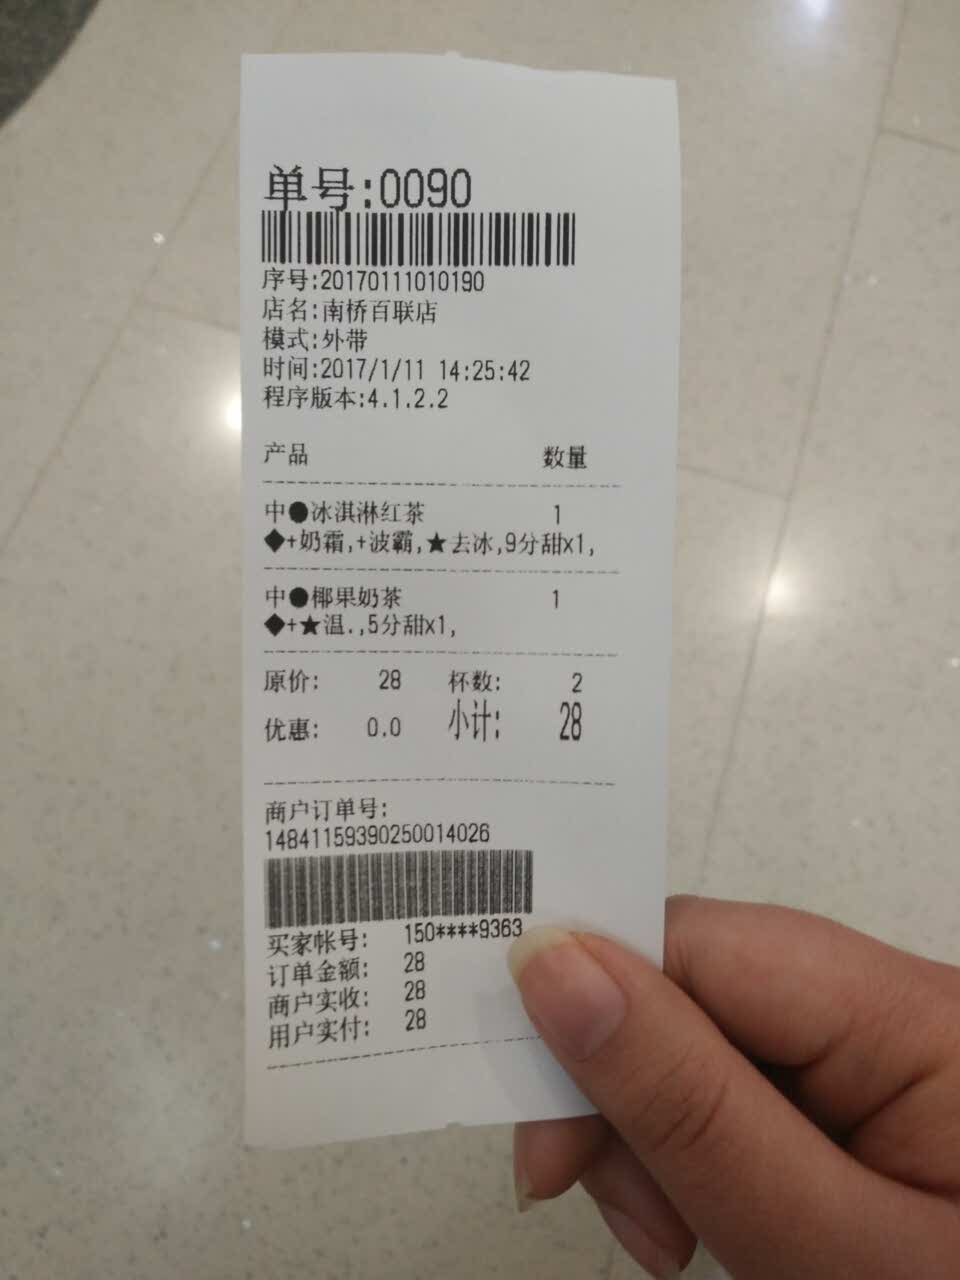 单号:0090
序号:20170111010190
店名:南桥百联店
模式:外带
时间:2017/1/11 14:25:42
程序版本:4.1.2.2
产品 数量
中●冰淇淋红茶 1
◆+奶霜,+波霸,★去冰,9分甜x1,
中●椰果奶茶 1
◆+★温.,5分甜x1,
原价: 28 杯数: 2
优惠: 0.0 小计: 28
商户订单号:
14841159390250014026
买家帐号: 150****9363
订单金额: 28
商户实收: 28
用户实付: 28